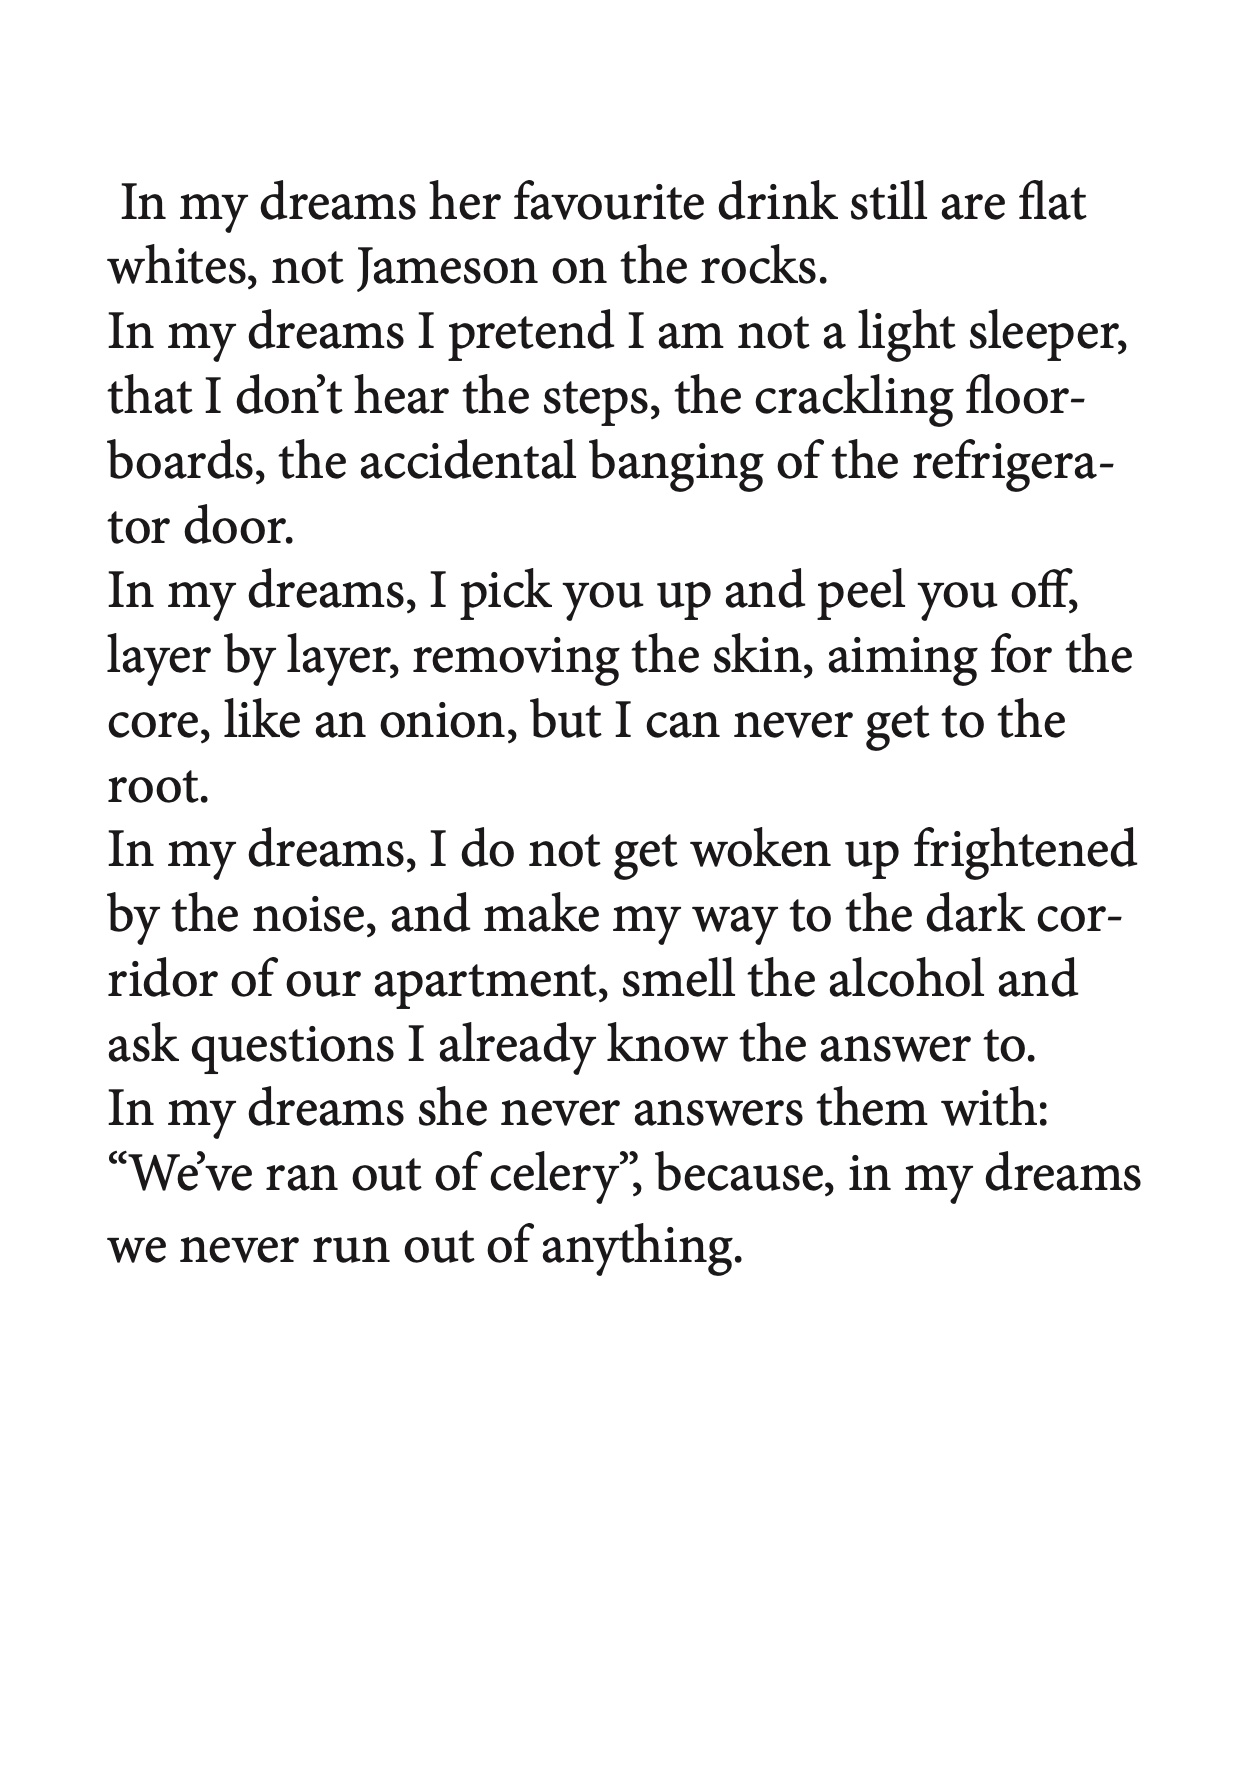 In my dreams her favourite drink still are flat
whites, not Jameson on the rocks.
In my dreams I pretend I am not a light sleeper,
that I don’t hear the steps, the crackling floor-
boards, the accidental banging of the refrigera-
tor door.
In my dreams, I pick you up and peel you off,
layer by layer, removing the skin, aiming for the
core, like an onion, but I can never get to the
root.
In my dreams, I do not get woken up frightened
by the noise, and make my way to the dark cor-
ridor of our apartment, smell the alcohol and
ask questions I already know the answer to.
In my dreams she never answers them with:
“We’ve ran out of celery”, because, in my dreams
we never run out of anything.